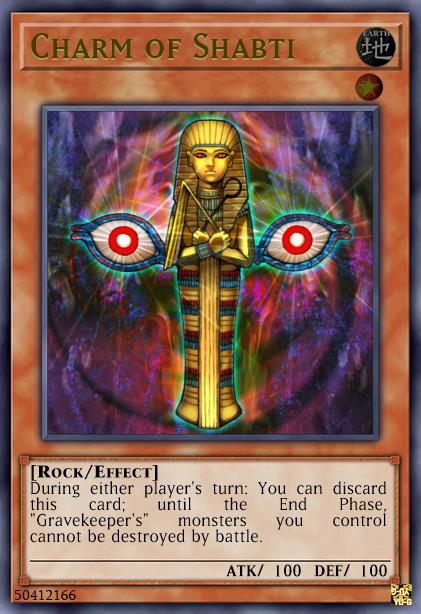 Charm of Shabti
EARTH
地
[Rock/Effect]
During either player's turn: You can discard
this card; until the End Phase,
"Gravekeeper's" monsters you control
cannot be destroyed by battle.
ATK/ 100 DEF/ 100
50412166